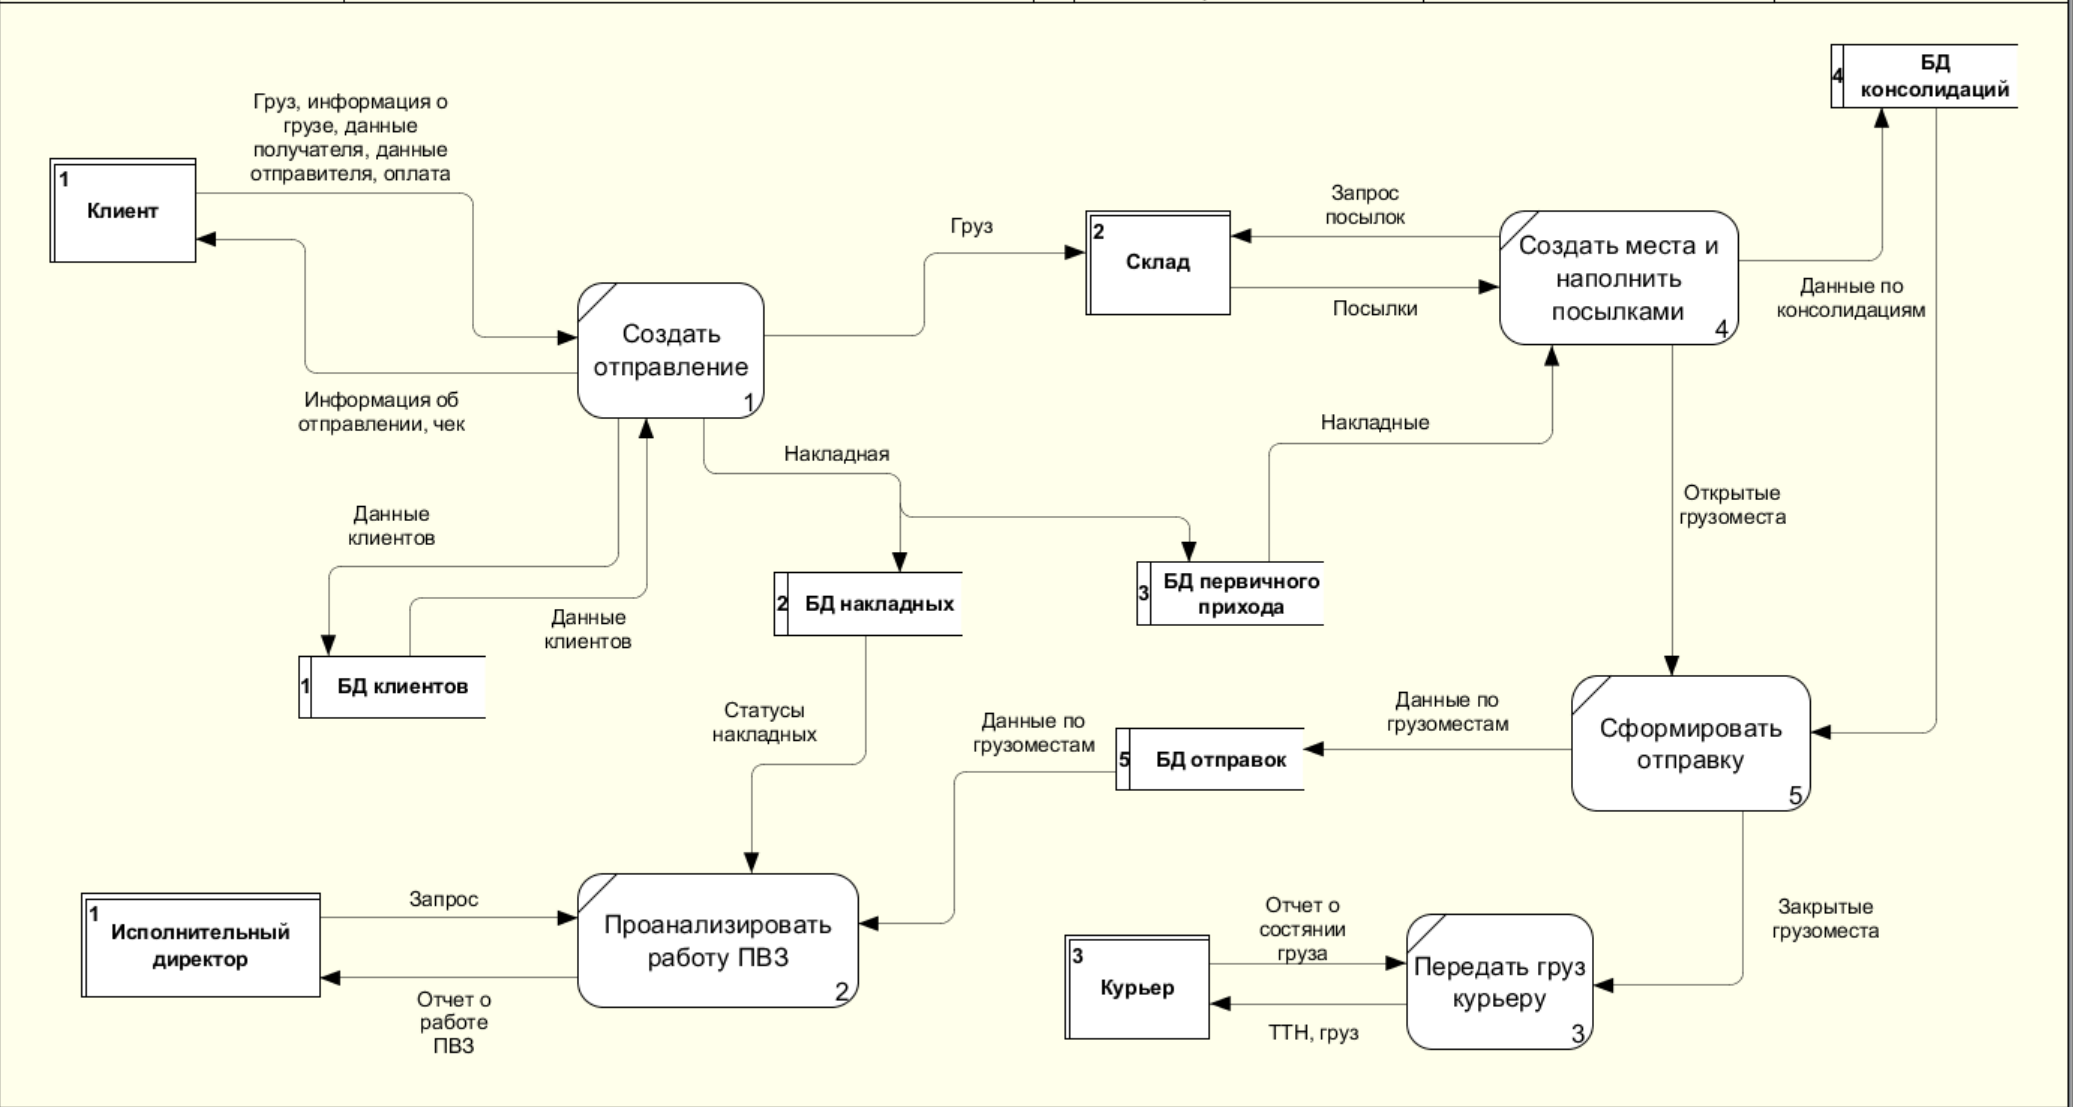 4
БД
консолидаций
Груз, информация о
грузе, данные
получателя, данные
отправителя, оплата
1
Клиент
Запрос
посылок
Груз
2
Склад
Создать места и
наполнить
посылками
4
Данные по
консолидациям
Посылки
Создать
отправление
1
Информация об
отправлении, чек
Накладные
Накладная
Открытые
грузоместа
Данные
клиентов
3
БД первичного
прихода
2
БД накладных
Данные
клиентов
1
БД клиентов
Статусы
накладных
Данные по
грузоместам
Данные по
грузоместам
5
БД отправок
Сформировать
отправку
5
1
Исполнительный
директор
Запрос
Отчет о
работе
ПВЗ
Проанализировать
работу ПВЗ
2
3
Курьер
Отчет о
состянии
груза
ТТН, груз
Передать груз
курьеру
3
Закрытые
грузоместа